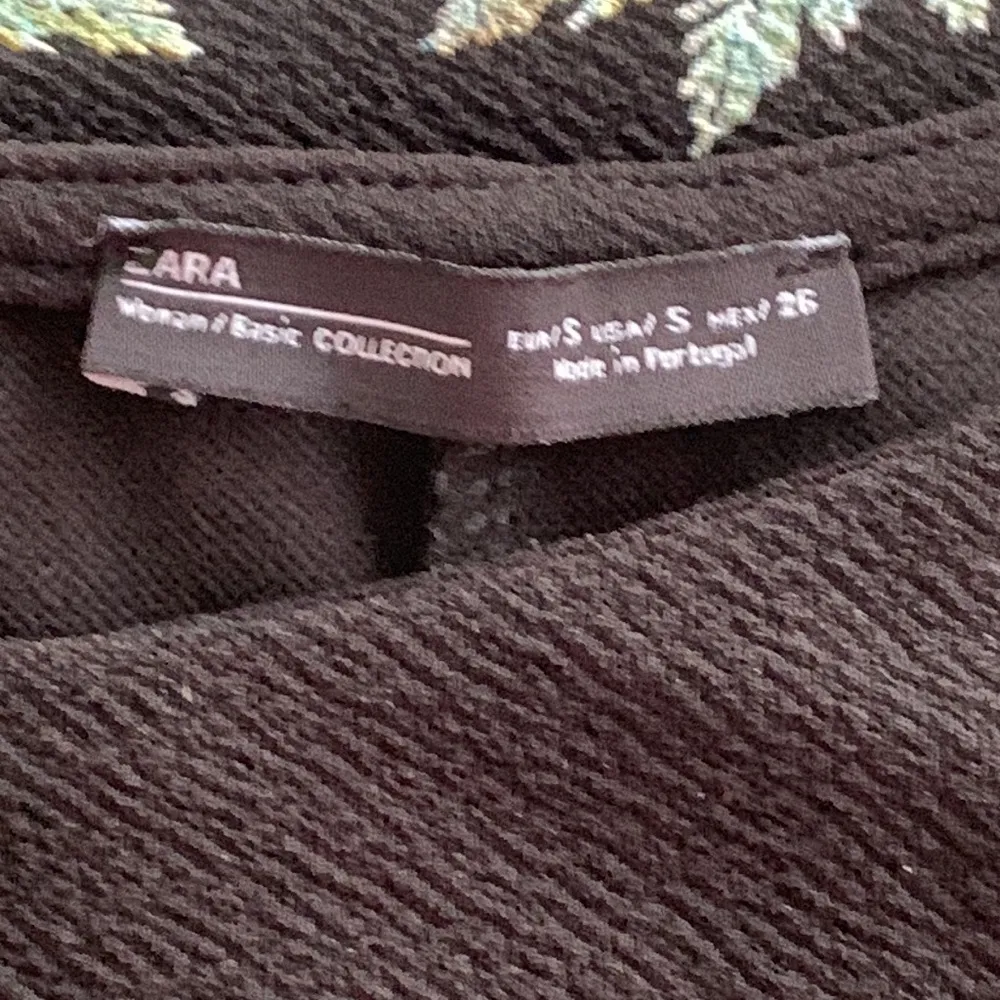 ZARA
Woman / Basic COLLECTION
EUR/S USA/ S MEX/ 26
Made in Portugal